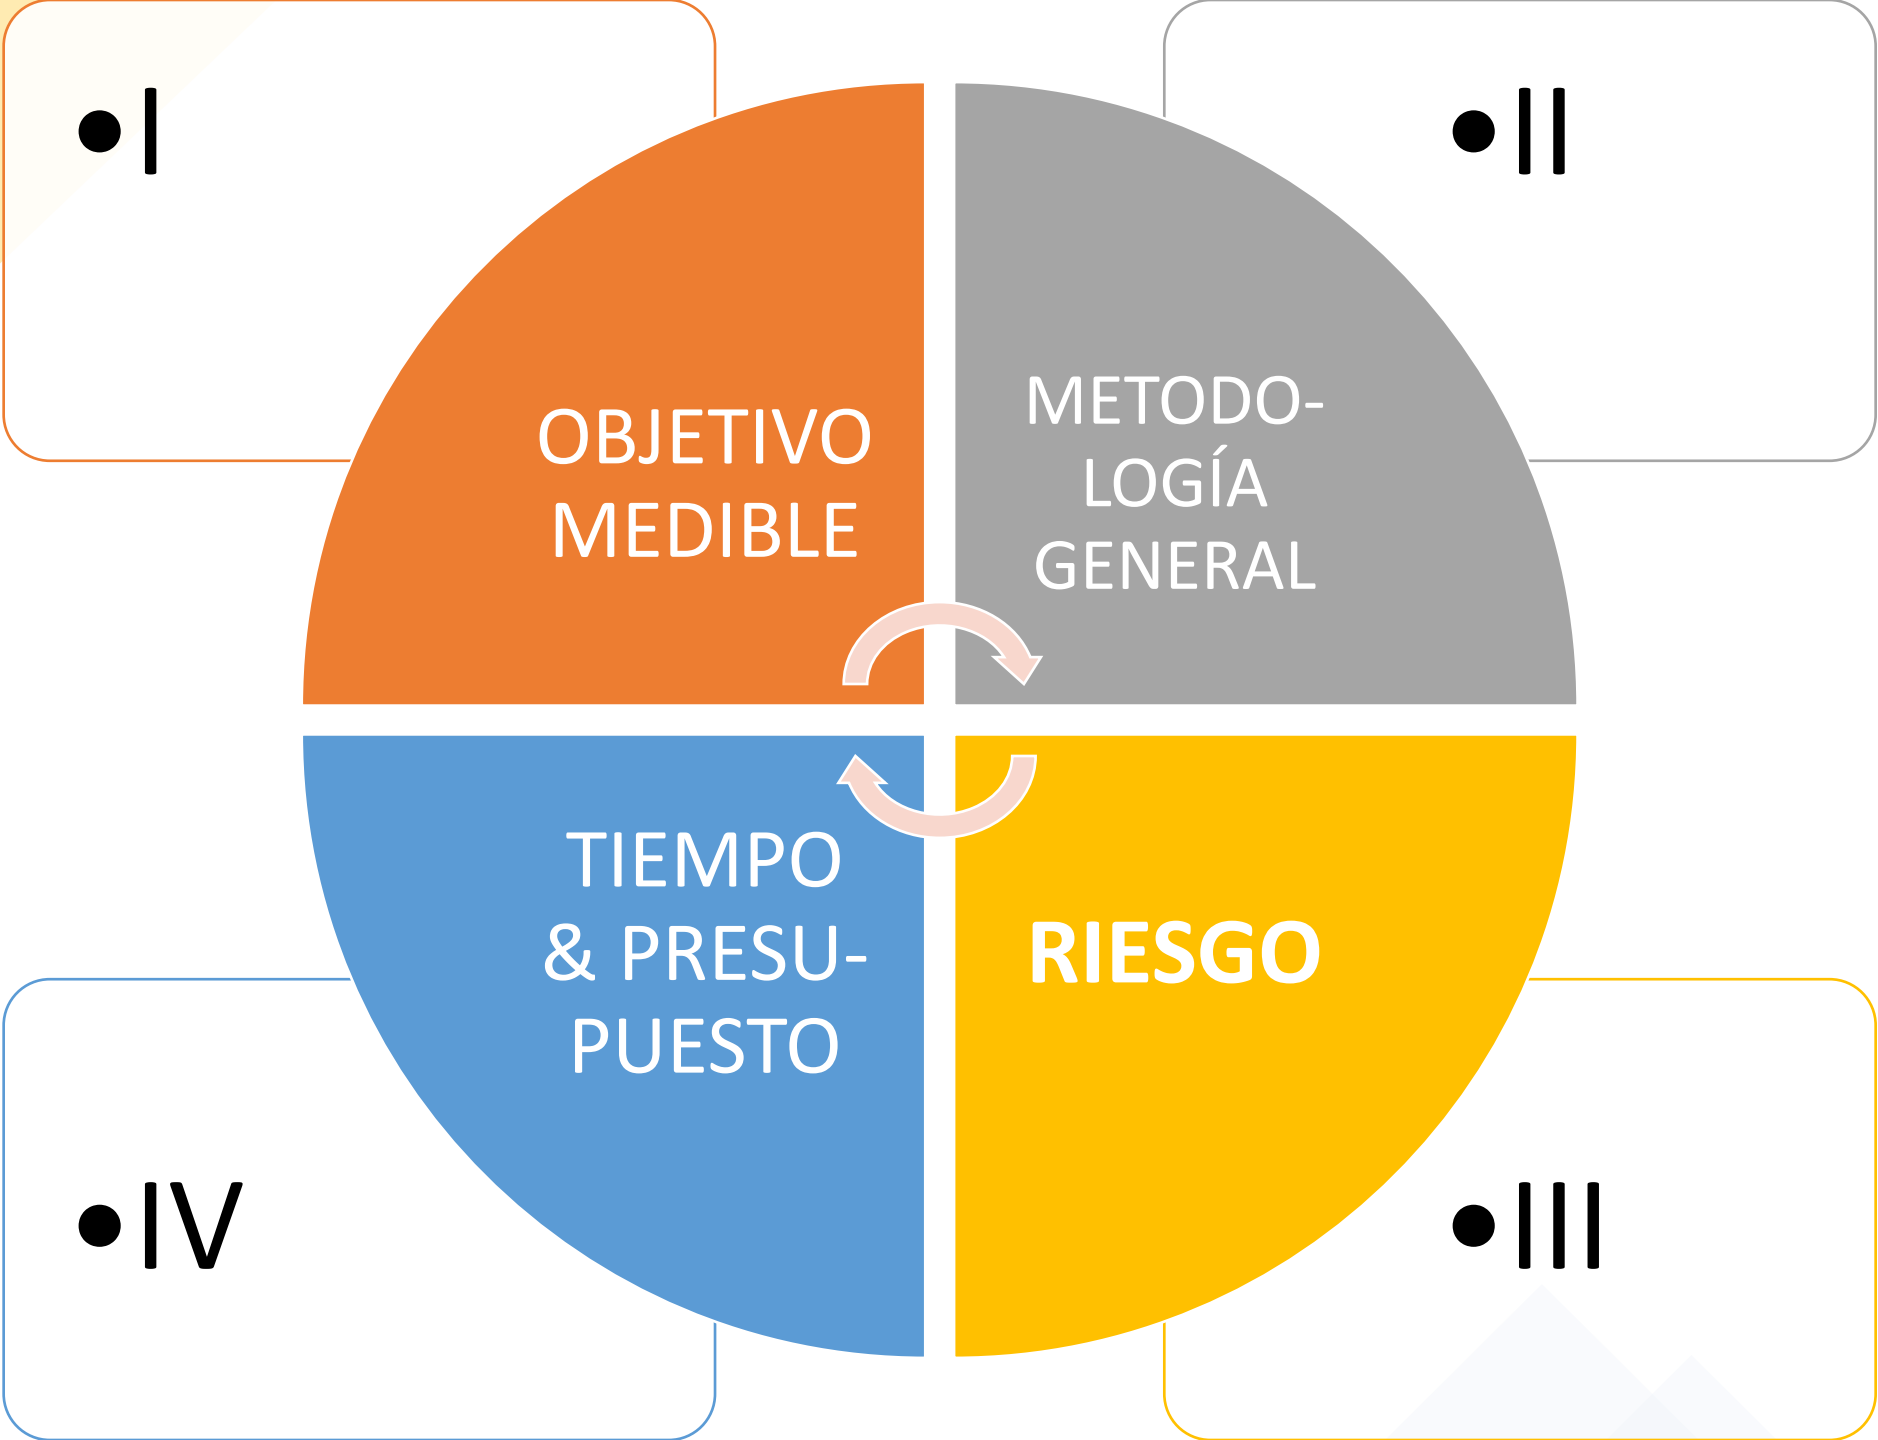 •I
•II
OBJETIVO
MEDIBLE
METODO-
LOGÍA
GENERAL
TIEMPO
& PRESU-
PUESTO
RIESGO
•IV
•III